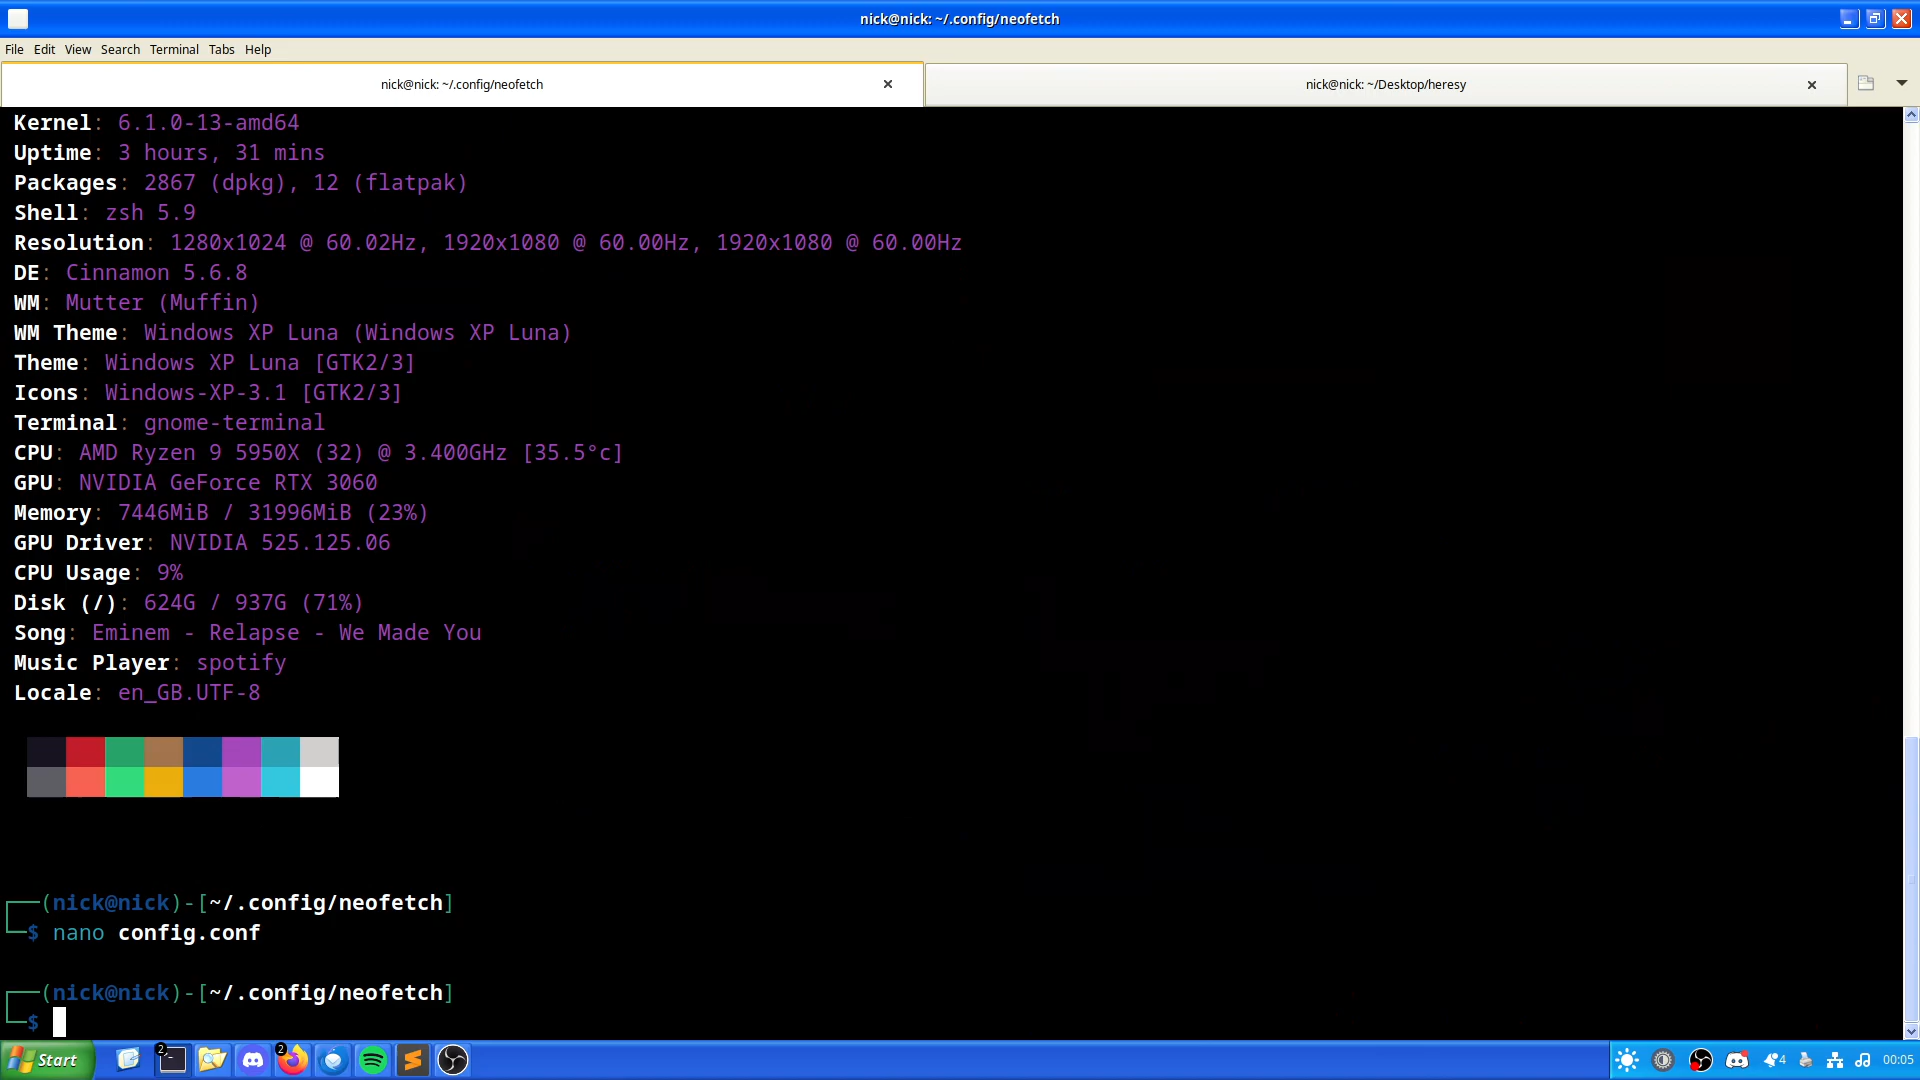 nick@nick: ~/.config/neofetch
File Edit View Search Terminal Tabs Help
nick@nick: ~/.config/neofetch
nick@nick: ~/Desktop/heresy
Kernel: 6.1.0-13-amd64
Uptime: 3 hours, 31 mins
Packages: 2867 (dpkg), 12 (flatpak)
Shell: zsh 5.9
Resolution: 1280x1024 @ 60.02Hz, 1920x1080 @ 60.00Hz, 1920x1080 @ 60.00Hz
DE: Cinnamon 5.6.8
WM: Mutter (Muffin)
WM Theme: Windows XP Luna (Windows XP Luna)
Theme: Windows XP Luna [GTK2/3]
Icons: Windows-XP-3.1 [GTK2/3]
Terminal: gnome-terminal
CPU: AMD Ryzen 9 5950X (32) @ 3.400GHz [35.5°c]
GPU: NVIDIA GeForce RTX 3060
Memory: 7446MiB / 31996MiB (23%)
GPU Driver: NVIDIA 525.125.06
CPU Usage: 9%
Disk (/): 624G / 937G (71%)
Song: Eminem - Relapse - We Made You
Music Player: spotify
Locale: en_GB.UTF-8
┌──(nick@nick)-[~/.config/neofetch]
└─$ nano config.conf
┌──(nick@nick)-[~/.config/neofetch]
└─$
Start 2 2 4 00:05